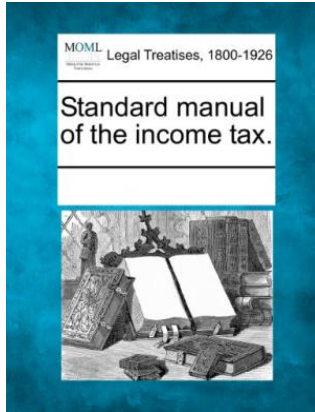 MOML
Legal Treatises, 1800-1926
Standard manual
of the income tax.